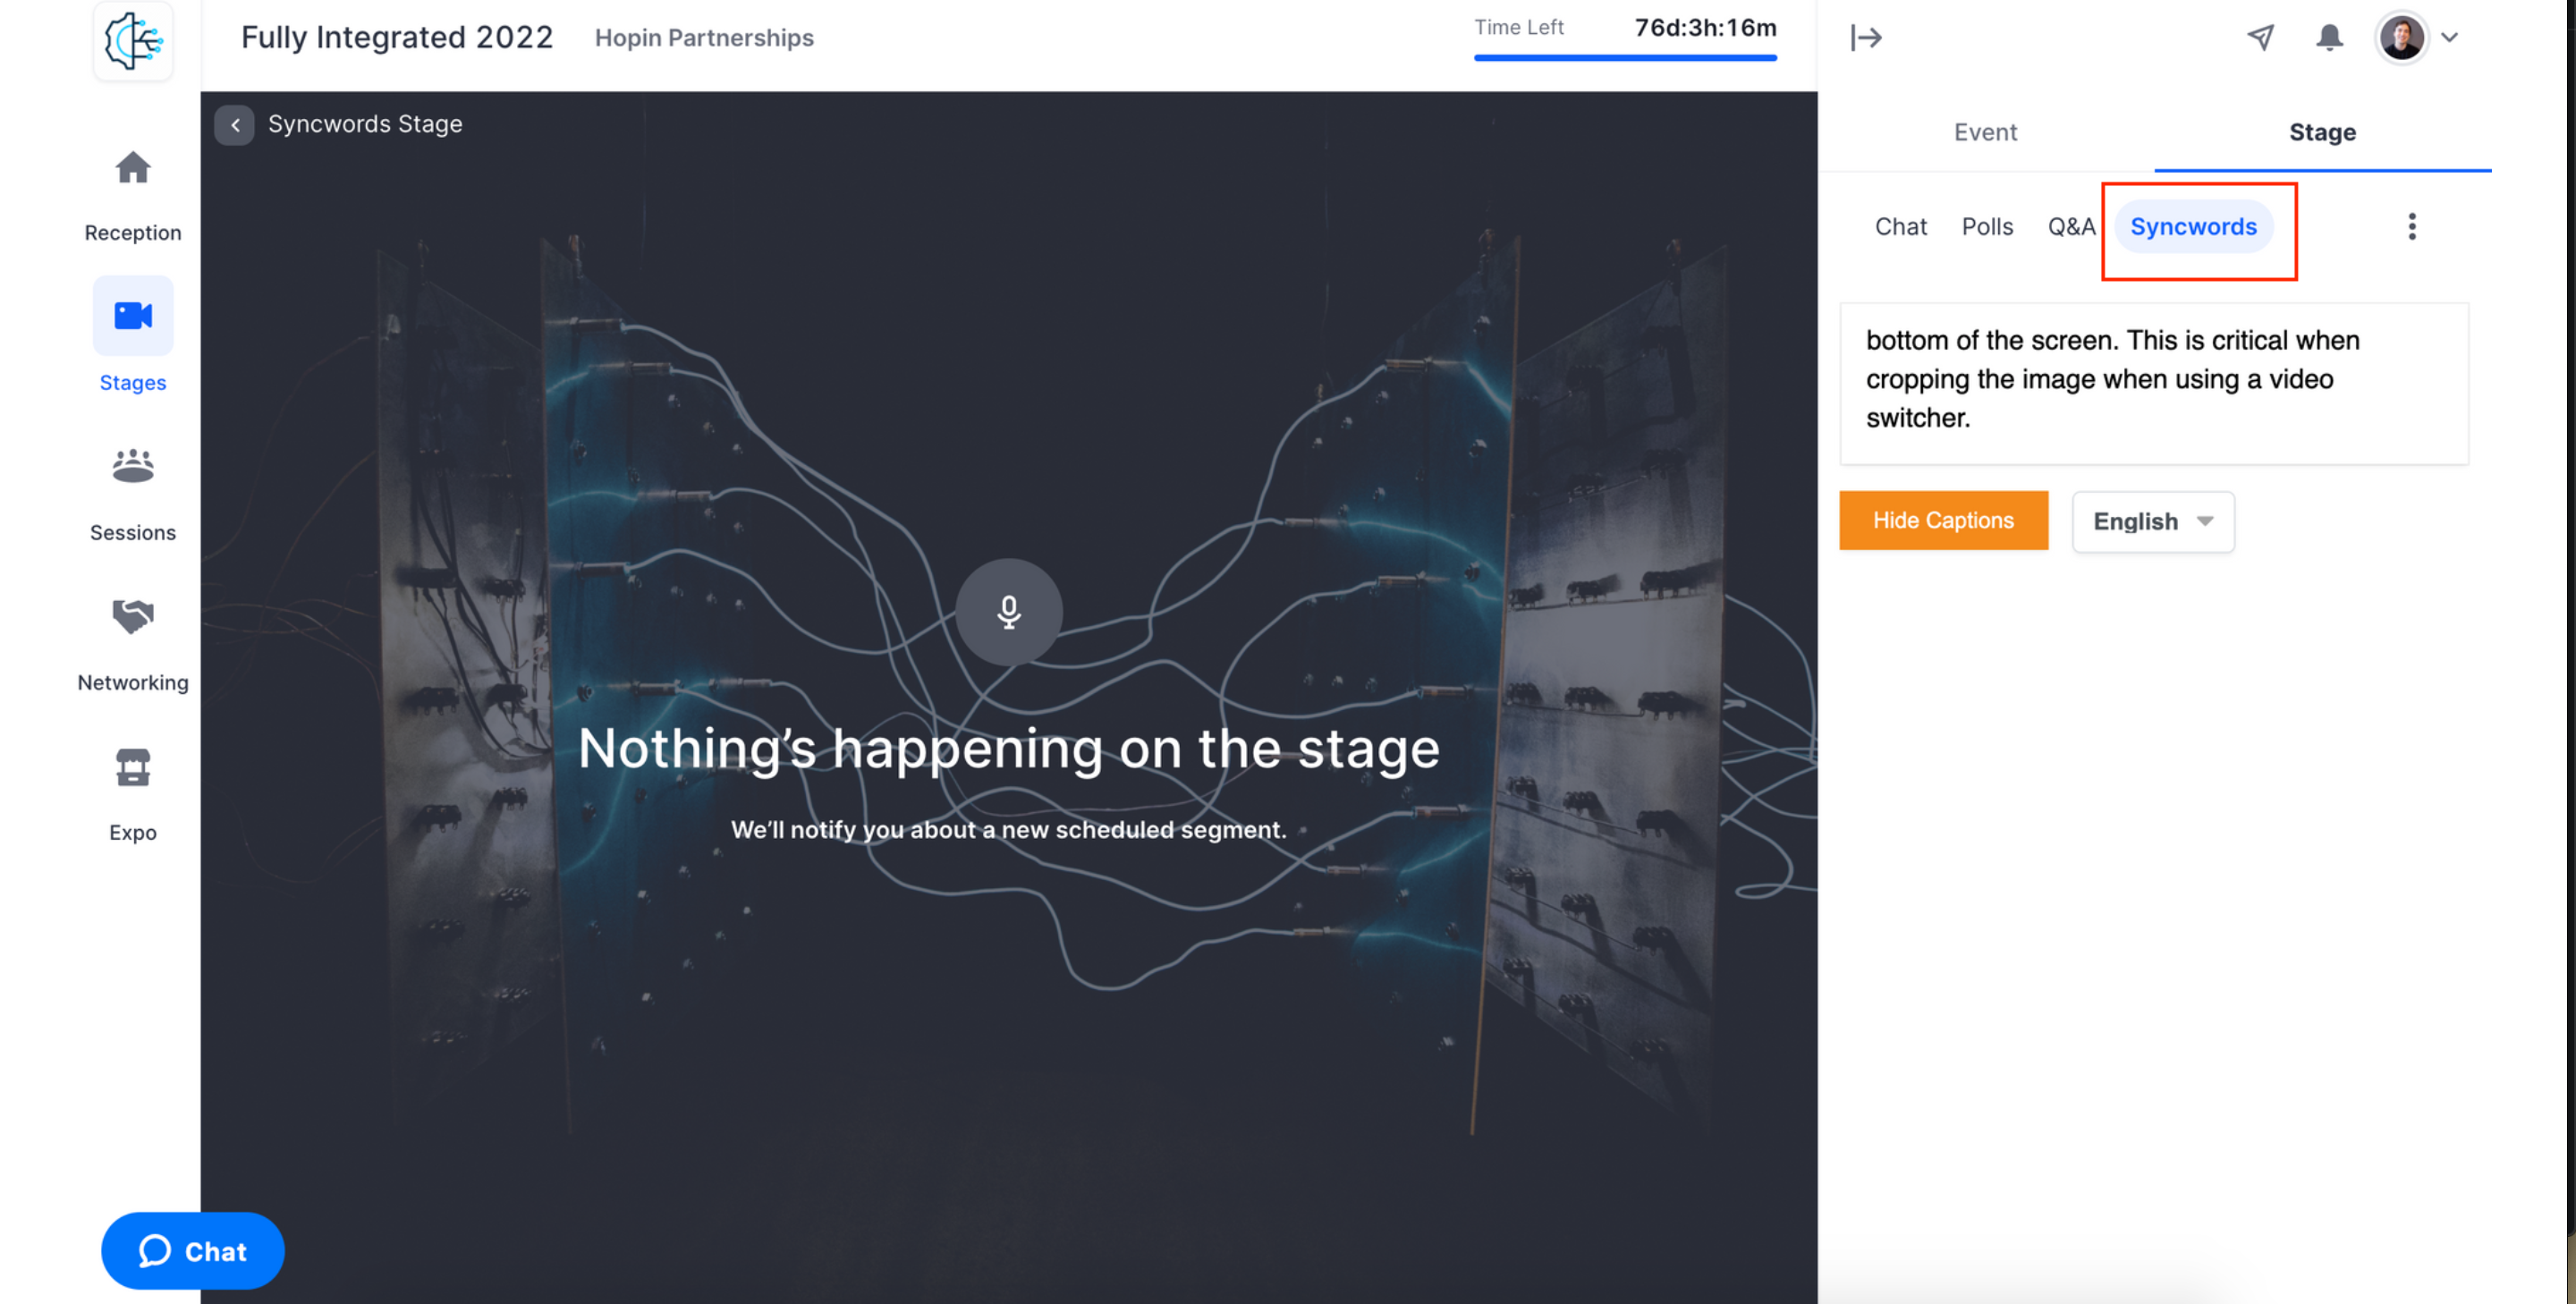 Fully Integrated 2022
Hopin Partnerships
Time Left
76d:3h:16m
Reception
Stages
Sessions
Networking
Expo
Chat
Syncwords Stage
Nothing’s happening on the stage
We’ll notify you about a new scheduled segment.
Event
Stage
Chat
Polls
Q&A
Syncwords
bottom of the screen. This is critical when
cropping the image when using a video
switcher.
Hide Captions
English